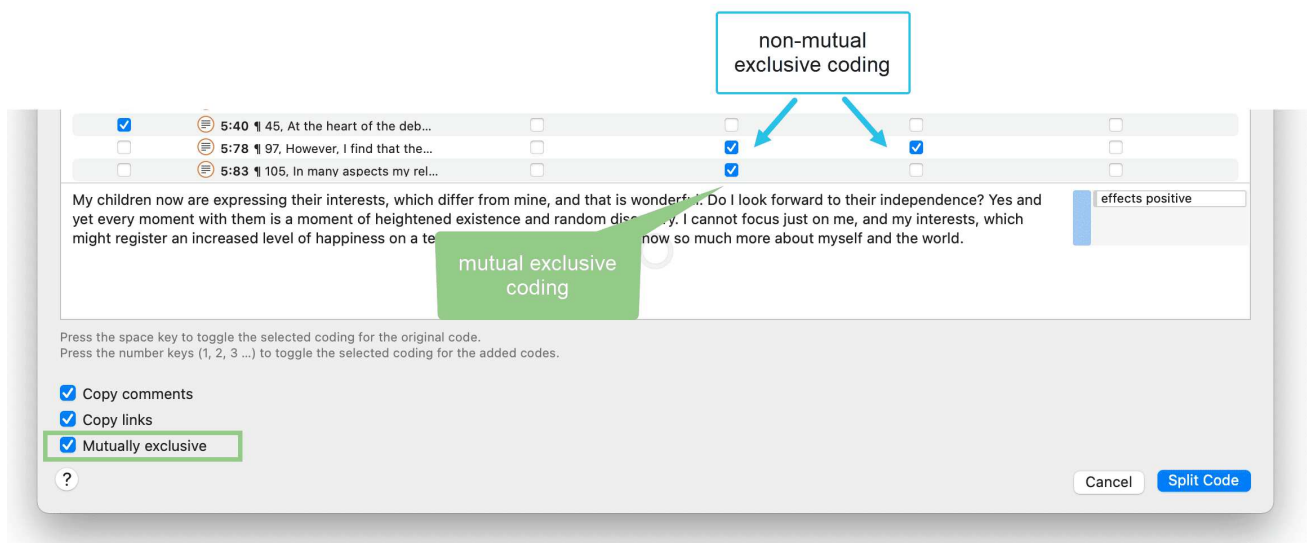 non-mutual
exclusive coding
5:40 ¶ 45, At the heart of the deb...
5:78 ¶ 97, However, I find that the...
5:83 ¶ 105, In many aspects my rel...
My children now are expressing their interests, which differ from mine, and that is wonderful. Do I look forward to their independence? Yes and
yet every moment with them is a moment of heightened existence and random discovery. I cannot focus just on me, and my interests, which
might register an increased level of happiness on a so much more about myself and the world.
effects positive
mutual exclusive
coding
Press the space key to toggle the selected coding for the original code.
Press the number keys (1, 2, 3 ...) to toggle the selected coding for the added codes.
Copy comments
Copy links
Mutually exclusive
?
Cancel
Split Code